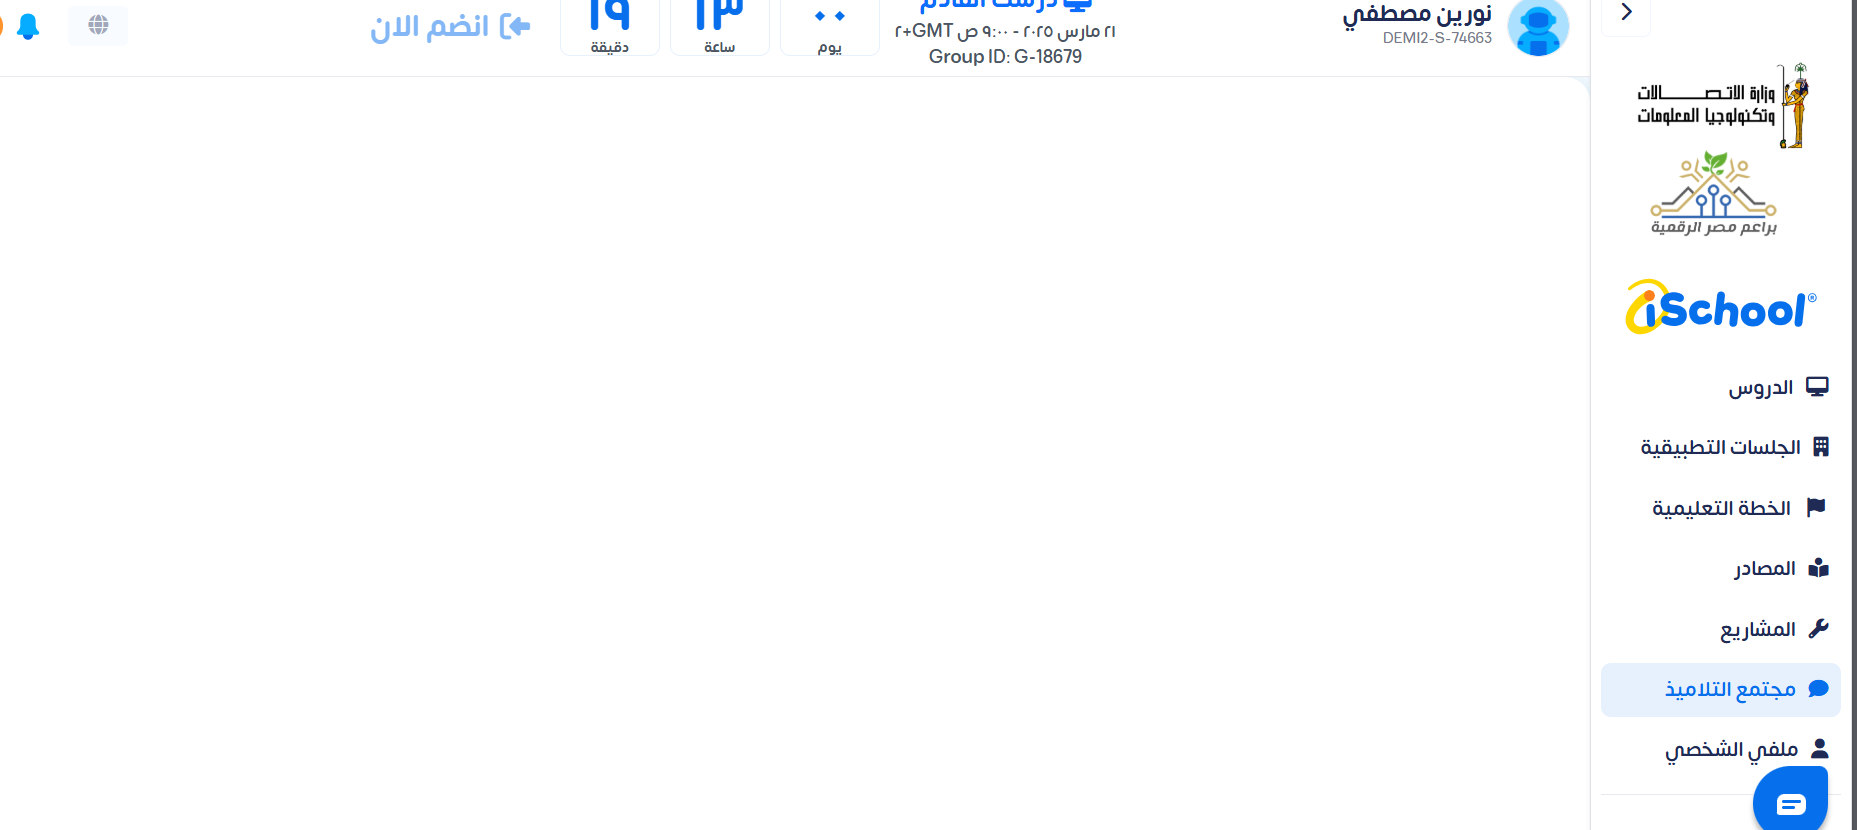 نورين مصطفي
DEMI2-S-74663
درسك القادم
٢١ مارس ٢٠٢٥ - ٩:٠٠ ص GMT+٢
Group ID: G-18679
٠٠
يوم
١٣
ساعة
١٩
دقيقة
انضم الان
وزارة الاتصـــالات
وتكنولوجيا المعلومات
براعم مصر الرقمية
iSchool®
الدروس
الجلسات التطبيقية
الخطة التعليمية
المصادر
المشاريع
مجتمع التلاميذ
ملفي الشخصي